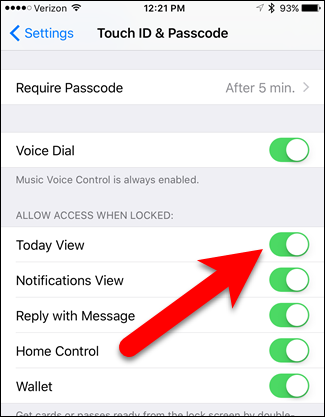 Verizon 12:21 PM 93%
Settings Touch ID & Passcode
Require Passcode After 5 min.
Voice Dial
Music Voice Control is always enabled.
ALLOW ACCESS WHEN LOCKED:
Today View
Notifications View
Reply with Message
Home Control
Wallet
Get cards or passes ready from the lock screen by double-